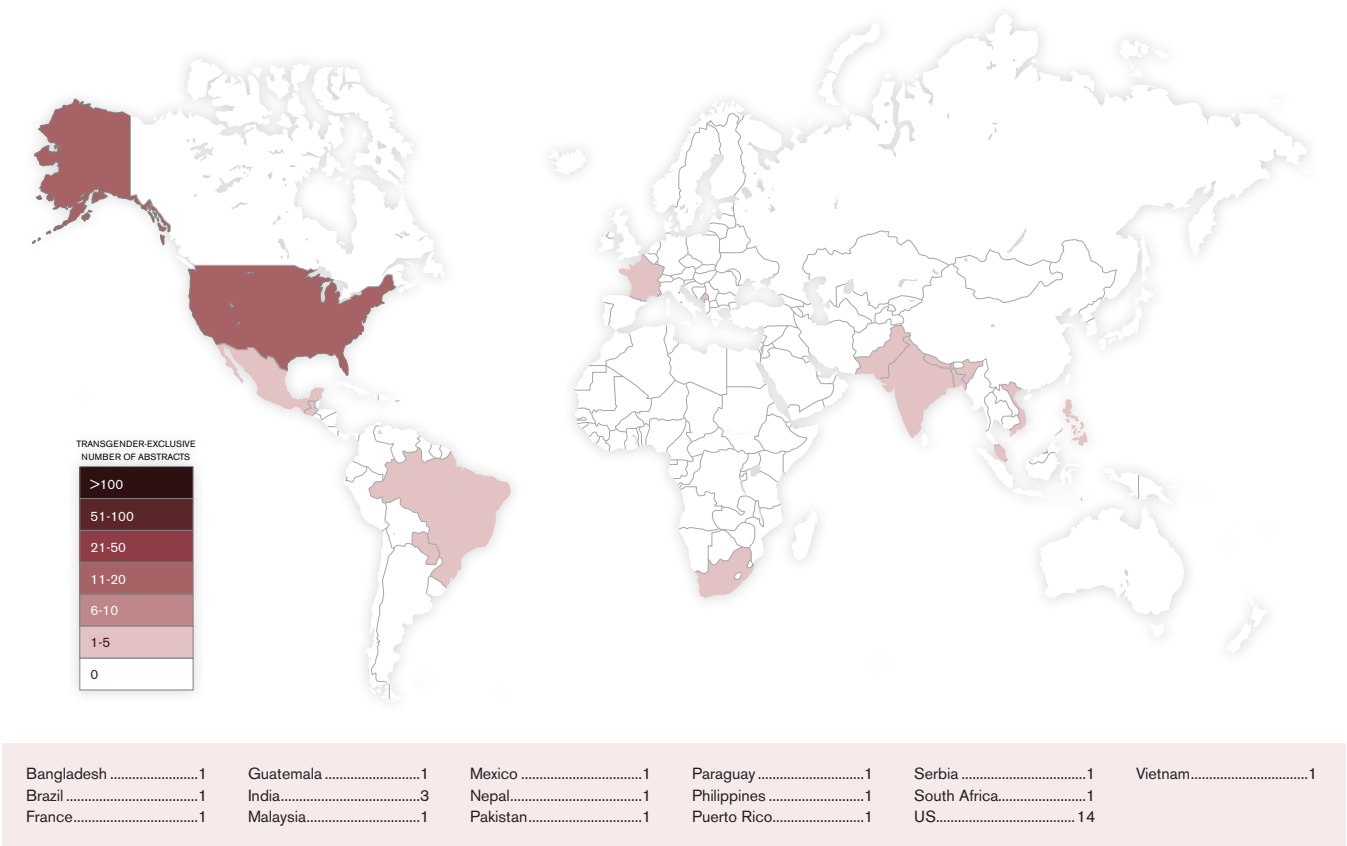 TRANSGENDER-EXCLUSIVE
NUMBER OF ABSTRACTS
>100
51-100
21-50
11-20
6-10
1-5
0
Bangladesh ........................1
Brazil ....................................1
France..................................1
Guatemala ..........................1
India......................................3
Malaysia................................1
Mexico ..................................1
Nepal.....................................1
Pakistan................................1
Paraguay ..............................1
Philippines ...........................1
Puerto Rico..........................1
Serbia ...................................1
South Africa.........................1
US......................................14
Vietnam................................1